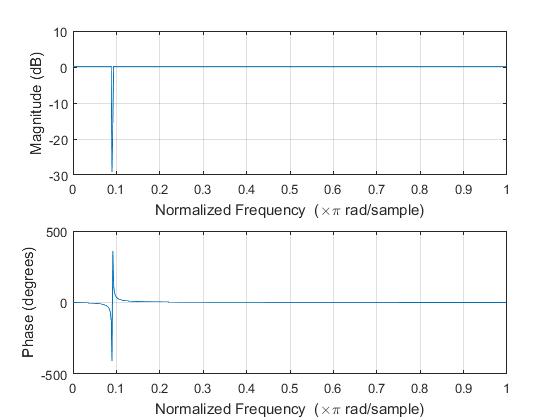 10
0
-10
-20
-30
Magnitude (dB)
0 0.1 0.2 0.3 0.4 0.5 0.6 0.7 0.8 0.9 1
Normalized Frequency (×π rad/sample)
500
0
-500
Phase (degrees)
0 0.1 0.2 0.3 0.4 0.5 0.6 0.7 0.8 0.9 1
Normalized Frequency (×π rad/sample)